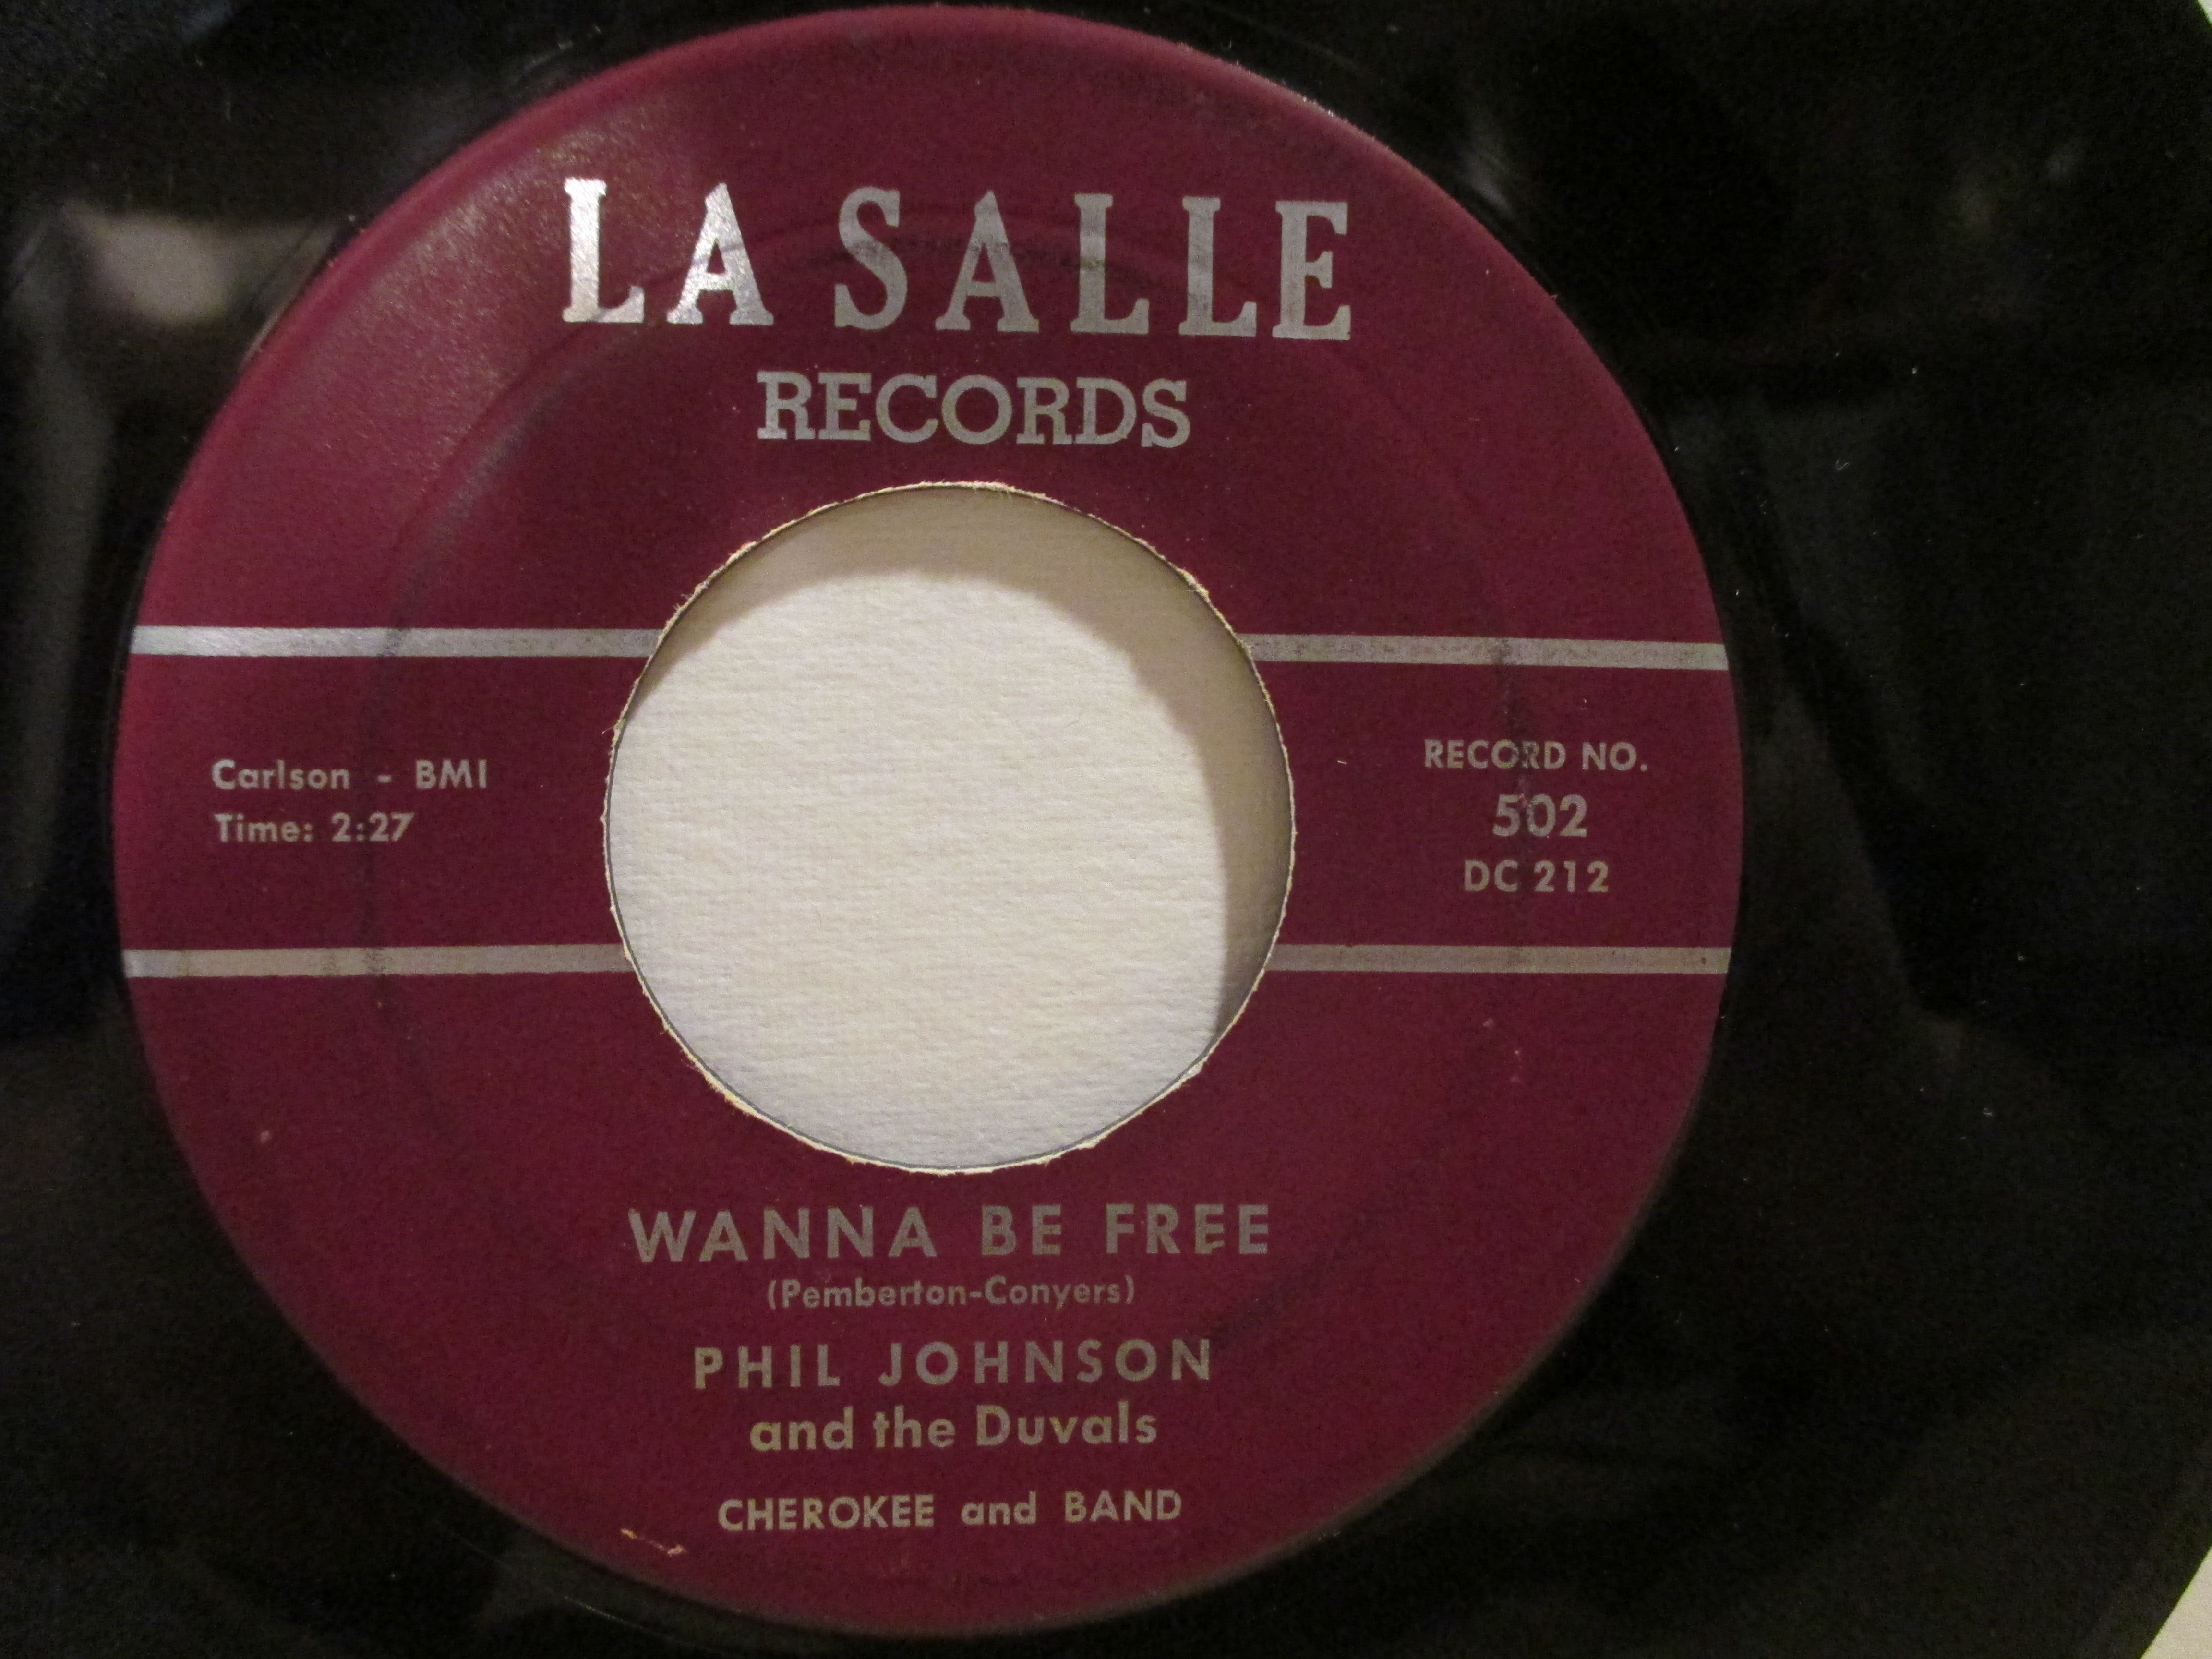 LA SALLE
RECORDS
Carlson - BMI
Time: 2:27
RECORD NO.
502
DC 212
WANNA BE FREE
(Pemberton-Conyers)
PHIL JOHNSON
and the Duvals
CHEROKEE and BAND